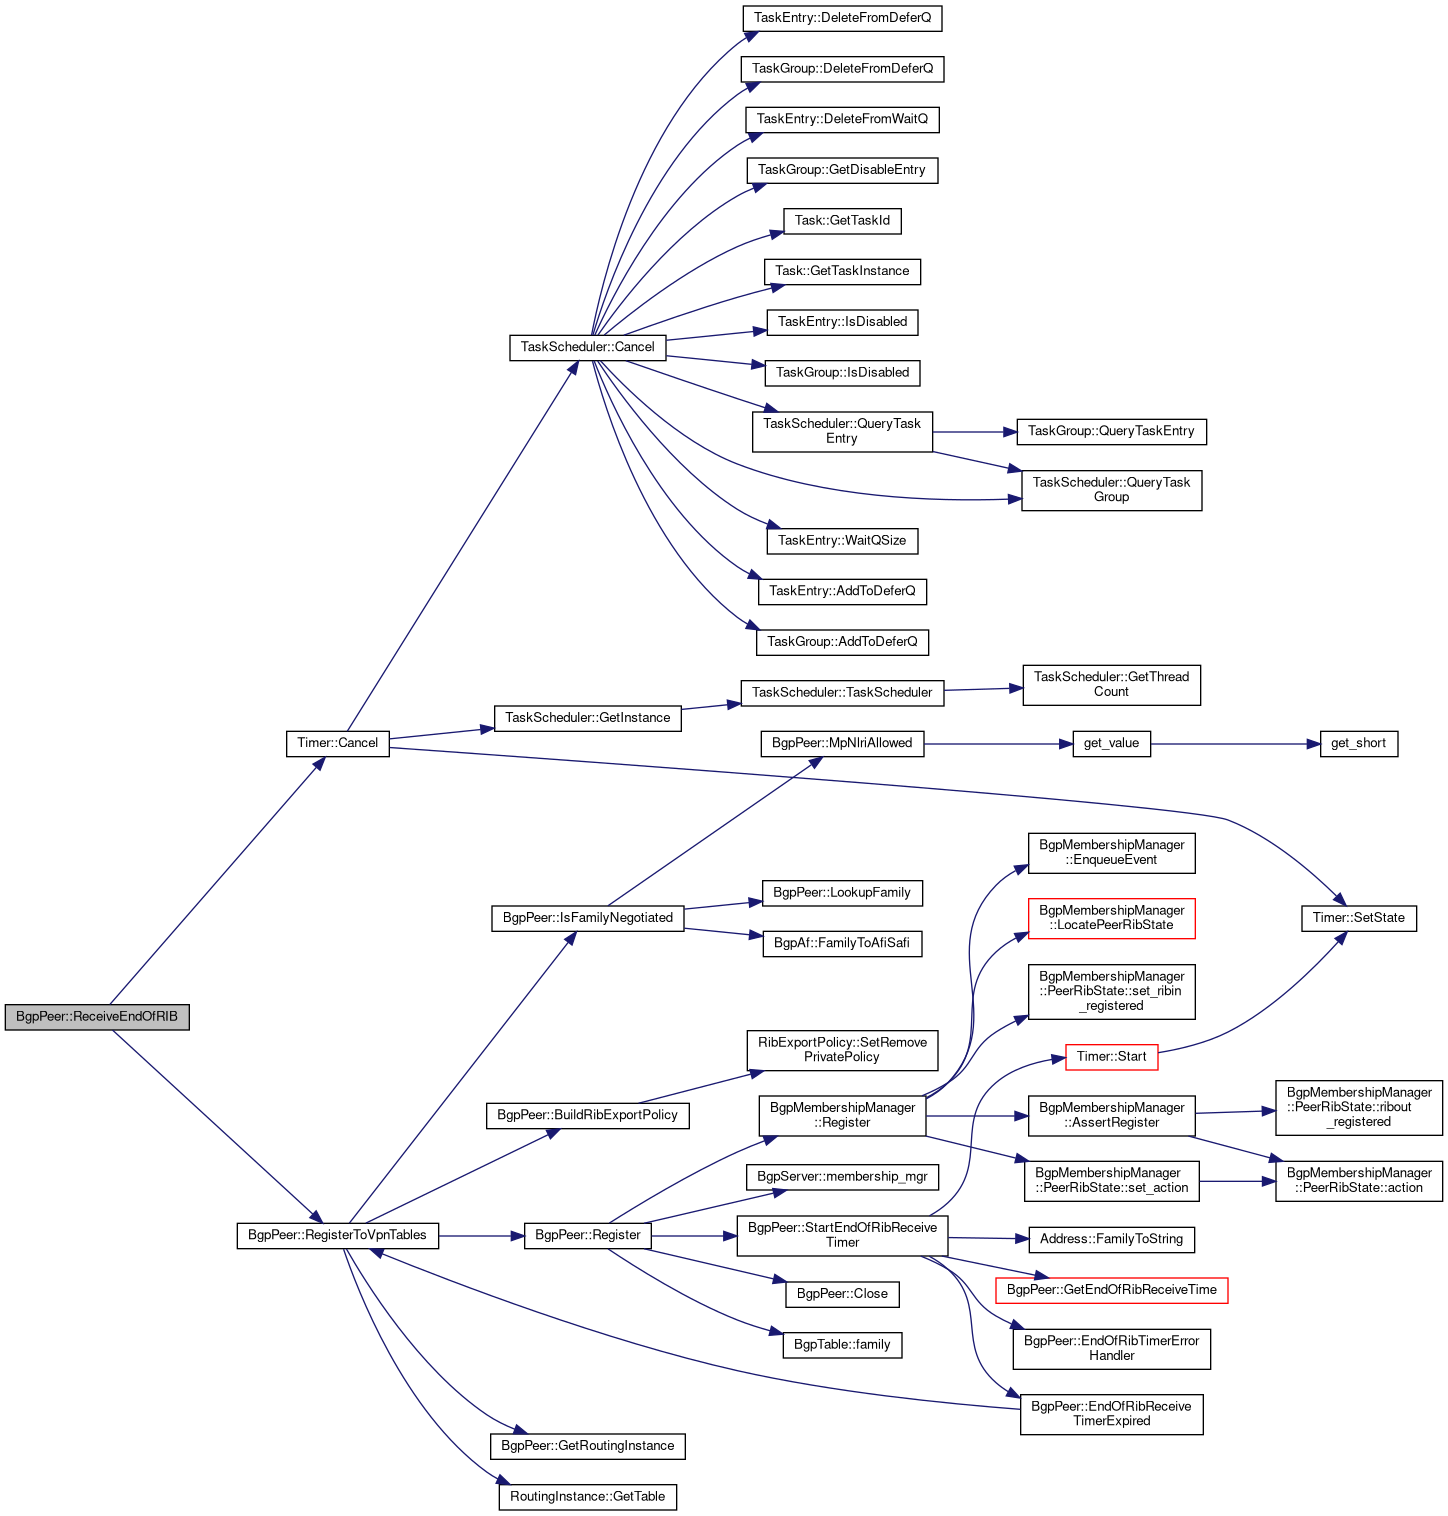 TaskEntry::DeleteFromDeferQ
TaskGroup::DeleteFromDeferQ
TaskEntry::DeleteFromWaitQ
TaskGroup::GetDisableEntry
Task::GetTaskId
Task::GetTaskInstance
TaskEntry::IsDisabled
TaskScheduler::Cancel
TaskGroup::IsDisabled
TaskScheduler::QueryTask
Entry
TaskGroup::QueryTaskEntry
TaskScheduler::QueryTask
Group
TaskEntry::WaitQSize
TaskEntry::AddToDeferQ
TaskGroup::AddToDeferQ
TaskScheduler::GetThread
Count
TaskScheduler::TaskScheduler
TaskScheduler::GetInstance
Timer::Cancel
BgpPeer::MpNlriAllowed
get_value
get_short
BgpMembershipManager
::EnqueueEvent
BgpPeer::LookupFamily
BgpPeer::IsFamilyNegotiated
BgpMembershipManager
::LocatePeerRibState
Timer::SetState
BgpAf::FamilyToAfiSafi
BgpMembershipManager
::PeerRibState::set_ribin
_registered
BgpPeer::ReceiveEndOfRIB
RibExportPolicy::SetRemove
PrivatePolicy
Timer::Start
BgpPeer::BuildRibExportPolicy
BgpMembershipManager
::Register
BgpMembershipManager
::AssertRegister
BgpMembershipManager
::PeerRibState::ribout
_registered
BgpServer::membership_mgr
BgpMembershipManager
::PeerRibState::set_action
BgpMembershipManager
::PeerRibState::action
BgpPeer::RegisterToVpnTables
BgpPeer::Register
BgpPeer::StartEndOfRibReceive
Timer
Address::FamilyToString
BgpPeer::Close
BgpPeer::GetEndOfRibReceiveTime
BgpTable::family
BgpPeer::EndOfRibTimerError
Handler
BgpPeer::EndOfRibReceive
TimerExpired
BgpPeer::GetRoutingInstance
RoutingInstance::GetTable